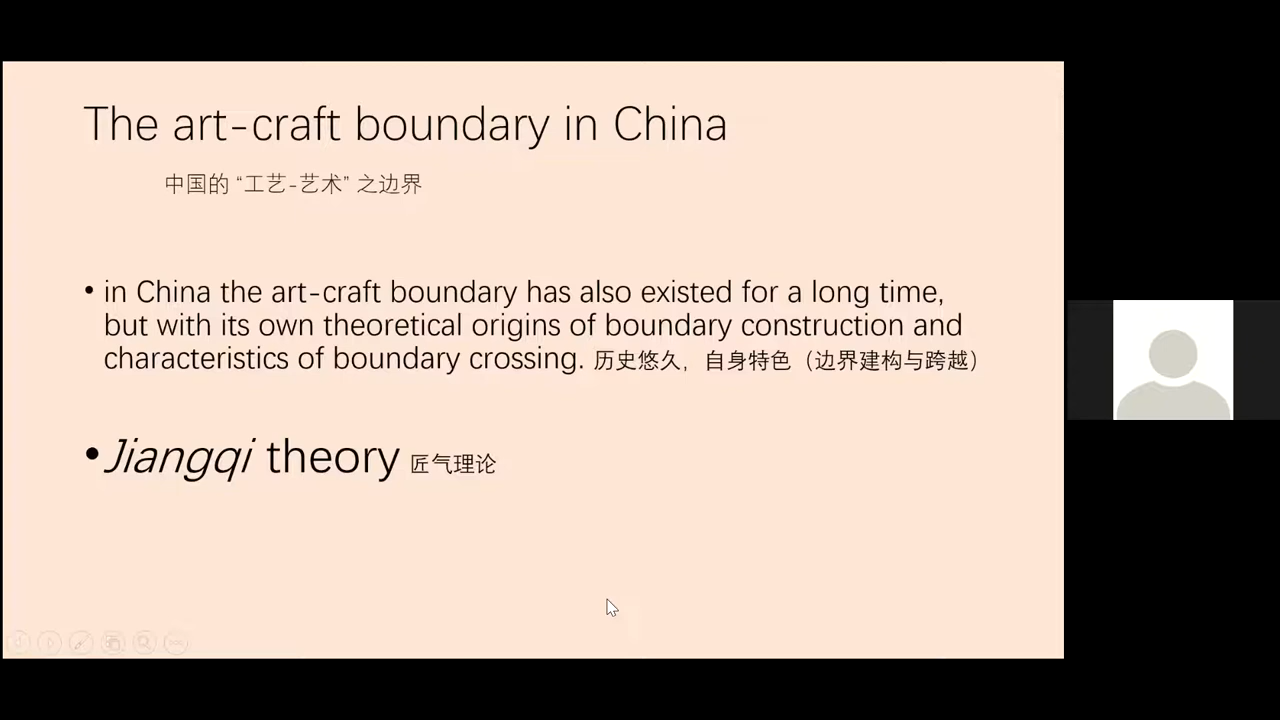 The art-craft boundary in China
中国的 “工艺-艺术” 之边界
• in China the art-craft boundary has also existed for a long time,
but with its own theoretical origins of boundary construction and
characteristics of boundary crossing. 历史悠久，自身特色（边界建构与跨越）
• Jiangqi theory 匠气理论